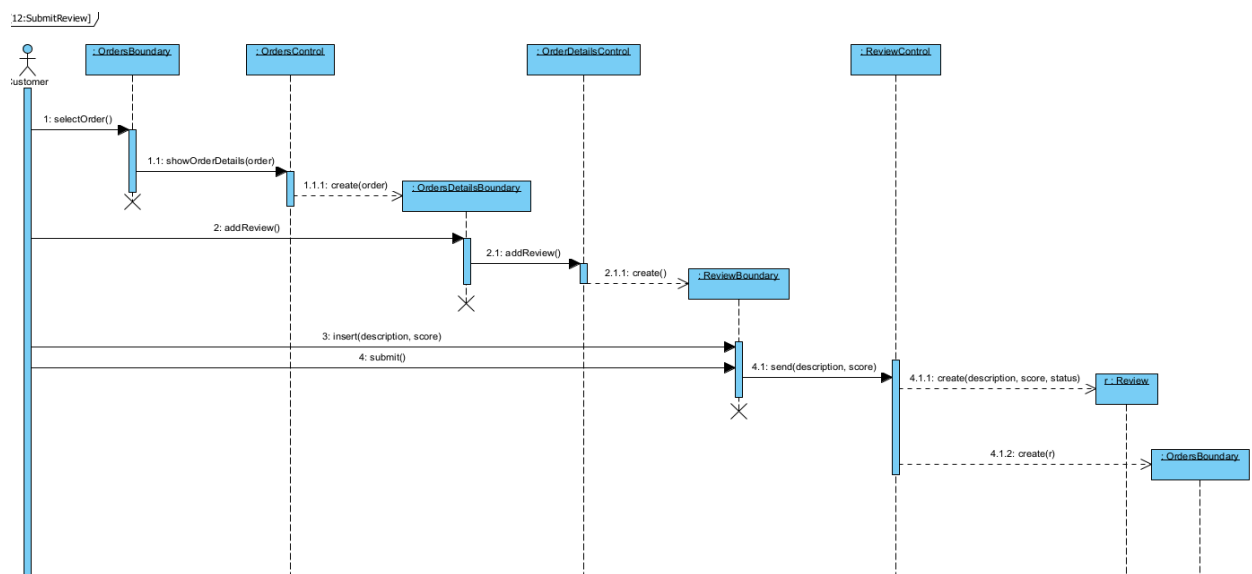 12:SubmitReview]
: OrdersBoundary
: OrdersControl
: OrderDetailsControl
: ReviewControl
Customer
1: selectOrder()
1.1: showOrderDetails(order)
1.1.1: create(order)
: OrdersDetailsBoundary
2: addReview()
2.1: addReview()
2.1.1: create()
: ReviewBoundary
3: insert(description, score)
4: submit()
4.1: send(description, score)
4.1.1: create(description, score, status)
r : Review
4.1.2: create(r)
: OrdersBoundary